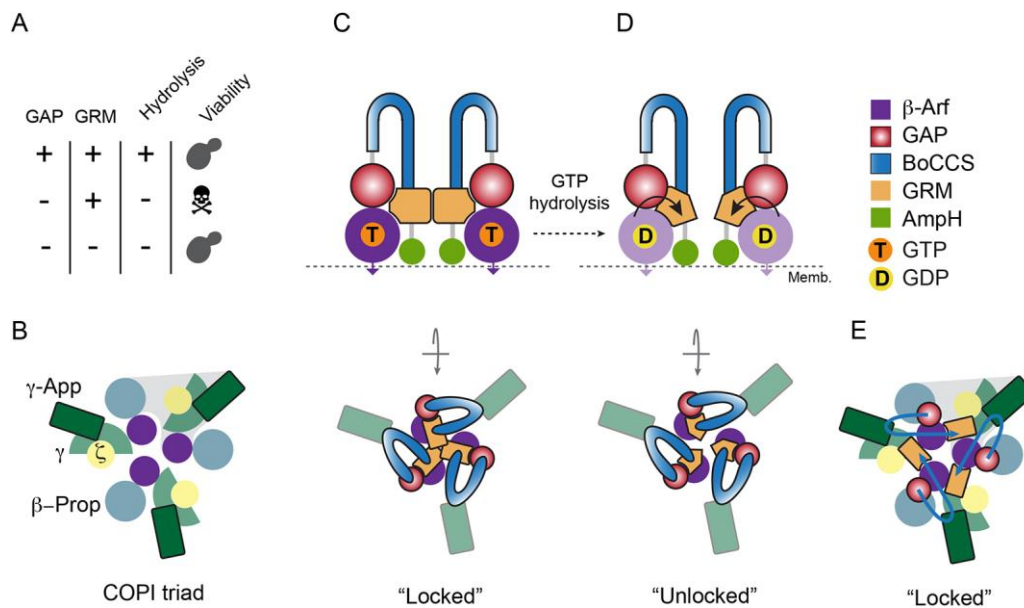 A
GAP GRM Hydrolysis Viability
+ + +
- + -
- - -
B
γ-App
γ
ζ
β-Prop
COPI triad
C
T T
GTP
hydrolysis
"Locked"
D
D D
Memb.
"Unlocked"
β-Arf
GAP
BoCCS
GRM
AmpH
T GTP
D GDP
E
"Locked"